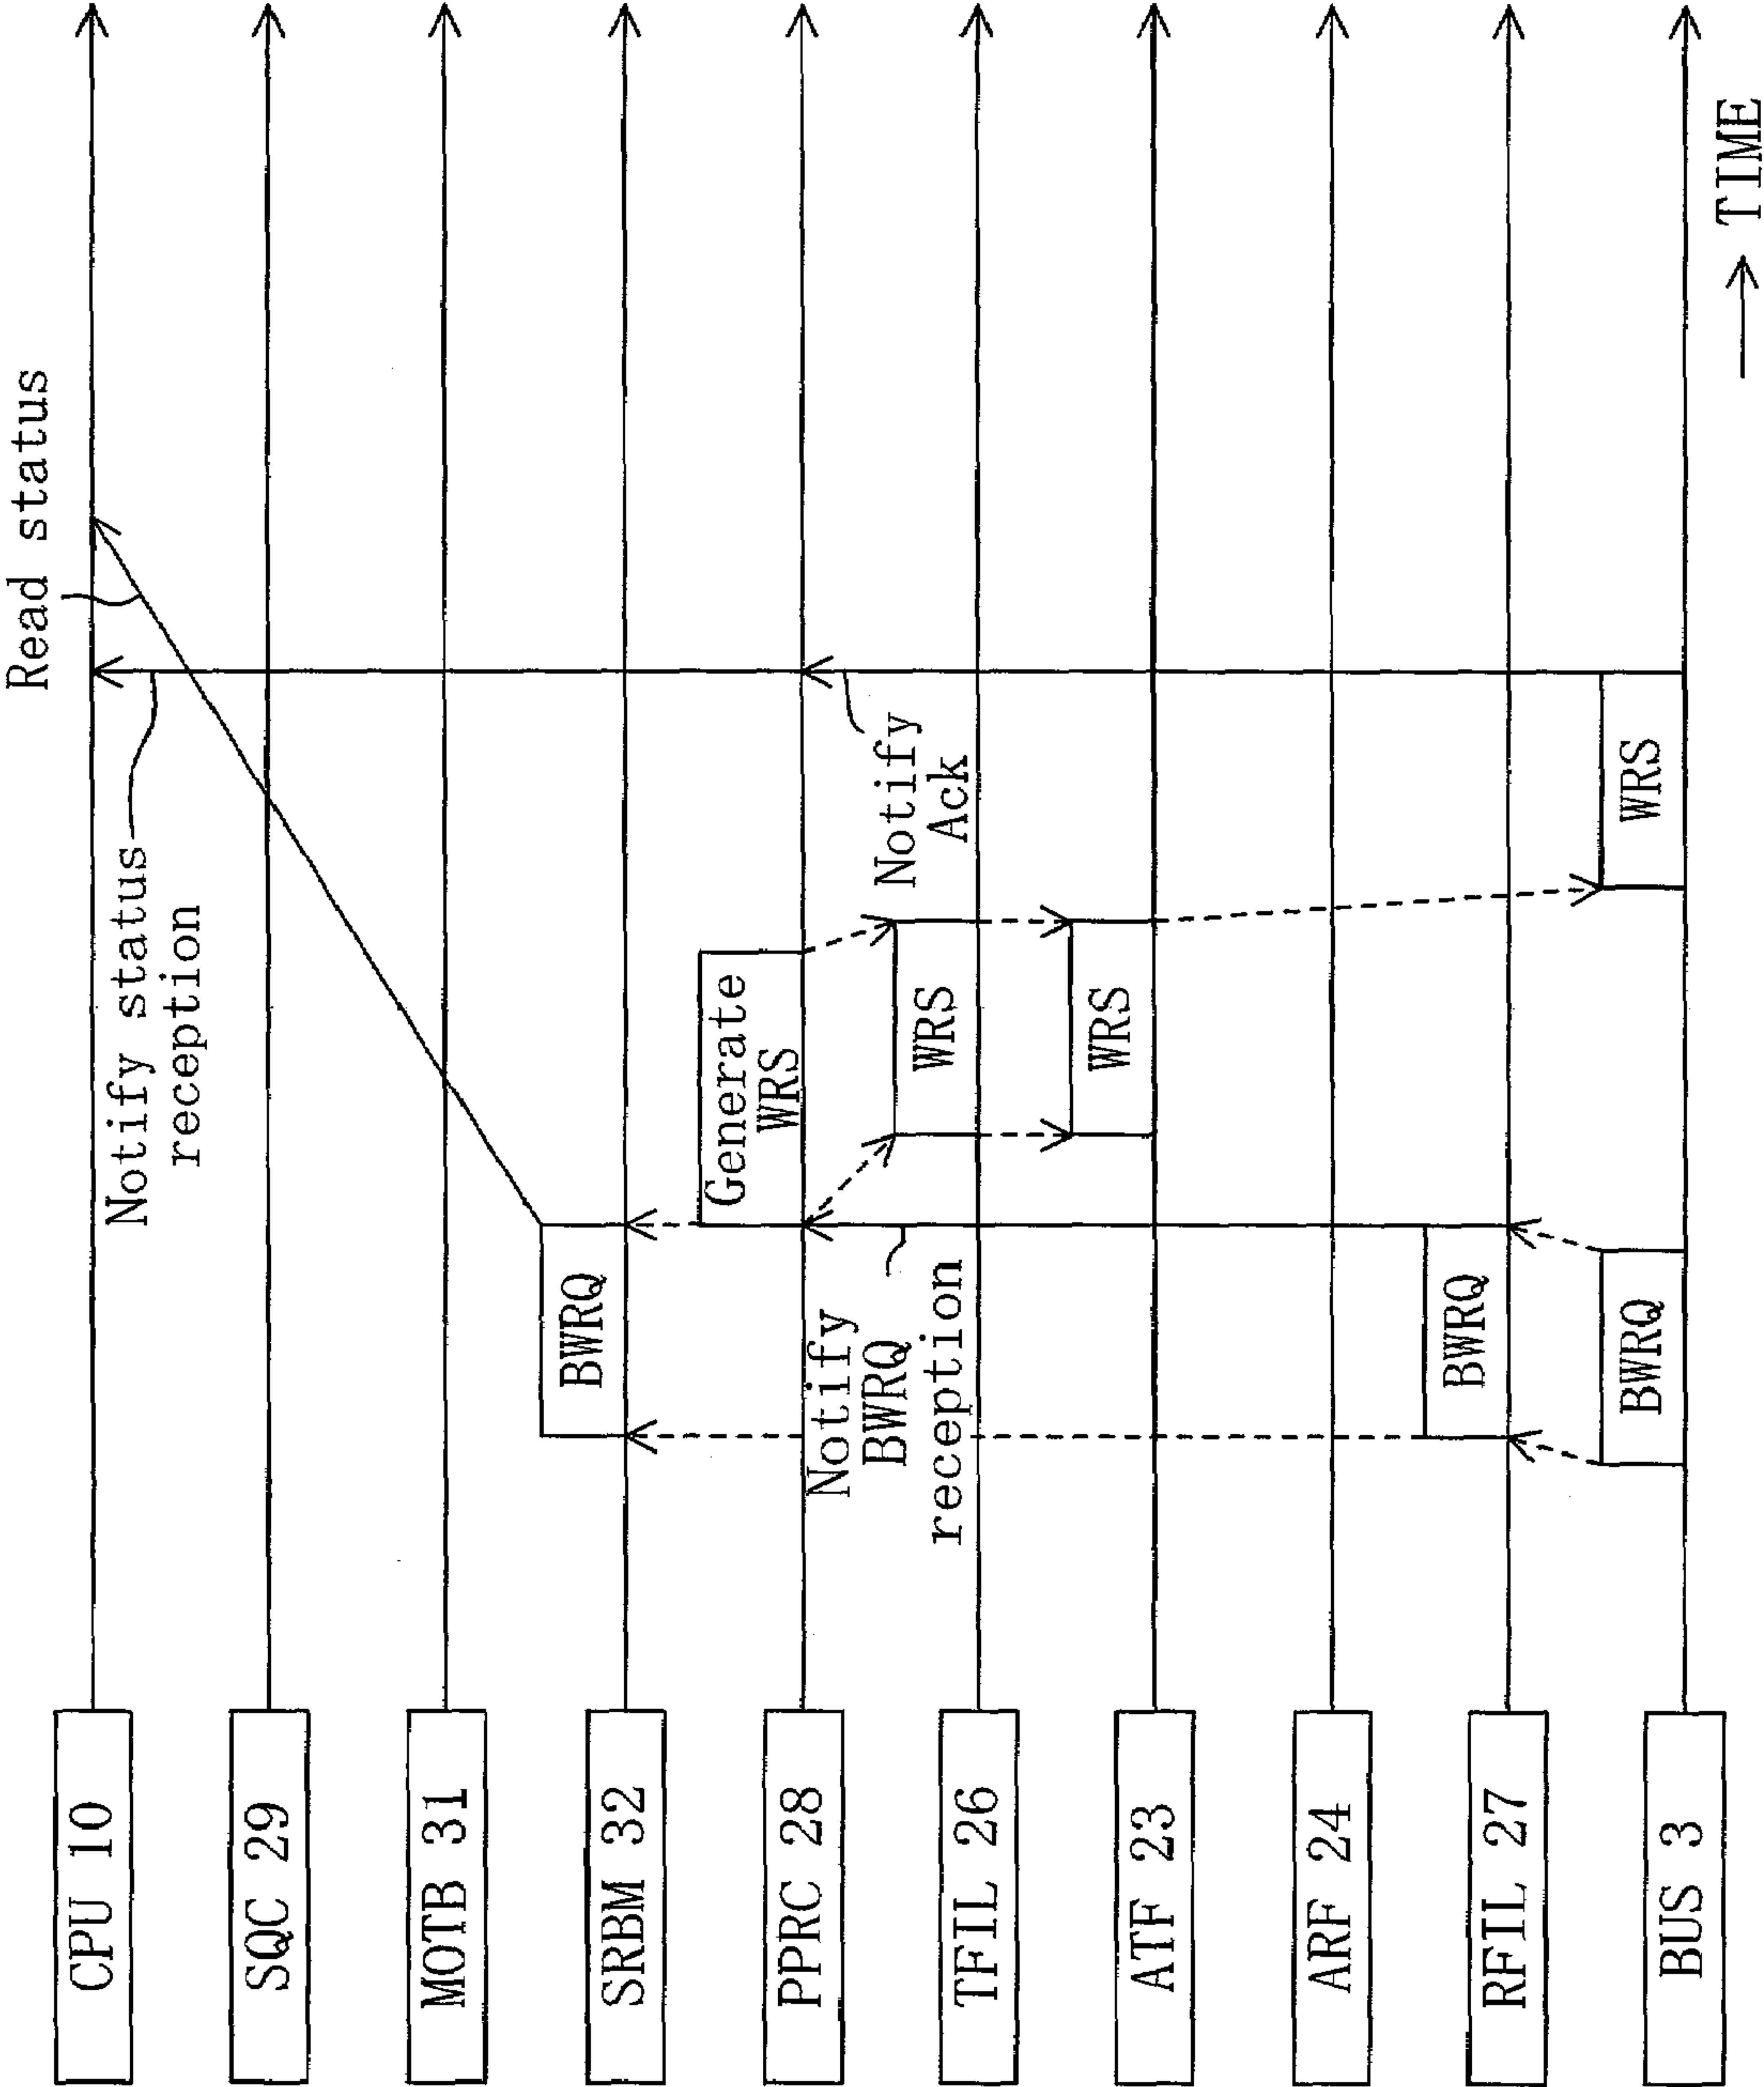 Read status
Notify status
reception
Notify
Ack
Generate
WRS
WRS
WRS
WRS
BWRQ
Notify
BWRQ
reception
BWRQ
BWRQ
CPU 10
SQC 29
MOTB 31
SRBM 32
PPRC 28
TFIL 26
ATF 23
ARF 24
RFIL 27
BUS 3
TIME